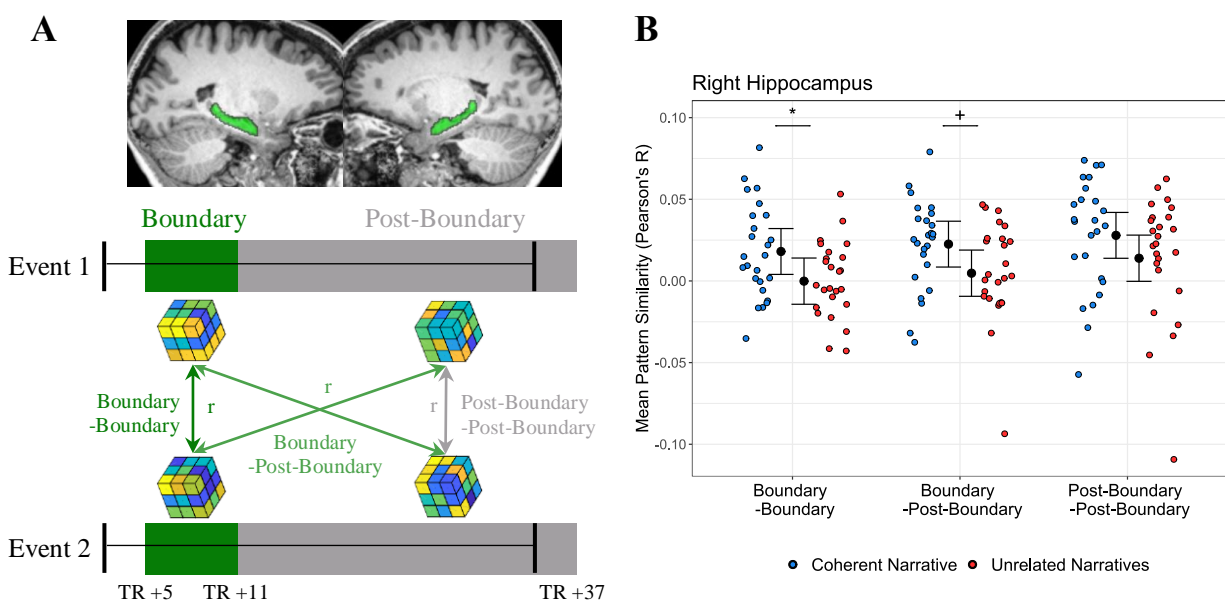 A
Boundary
Post-Boundary
Event 1
r
r
r
Boundary
-Boundary
Post-Boundary
-Post-Boundary
Boundary
-Post-Boundary
Event 2
TR +5
TR +11
TR +37
B
Right Hippocampus
*
+
Mean Pattern Similarity (Pearson's R)
0.10
0.05
0.00
-0.05
-0.10
Boundary
-Boundary
Boundary
-Post-Boundary
Post-Boundary
-Post-Boundary
Coherent Narrative
Unrelated Narratives